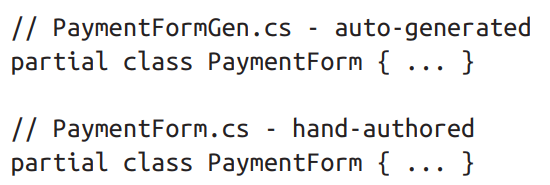 // PaymentFormGen.cs - auto-generated
partial class PaymentForm { ... }
// PaymentForm.cs - hand-authored
partial class PaymentForm { ... }